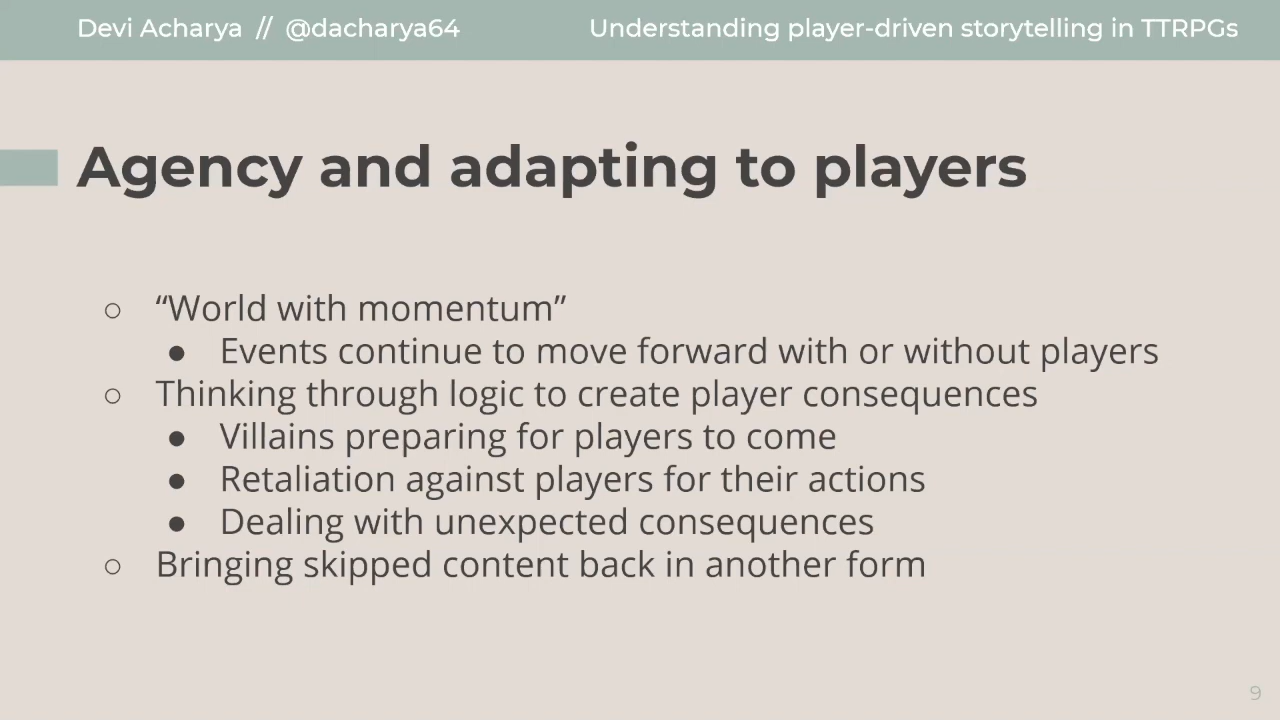 Devi Acharya // @dacharya64 Understanding player-driven storytelling in TTRPGs
Agency and adapting to players
○ “World with momentum”
● Events continue to move forward with or without players
○ Thinking through logic to create player consequences
● Villains preparing for players to come
● Retaliation against players for their actions
● Dealing with unexpected consequences
○ Bringing skipped content back in another form
9